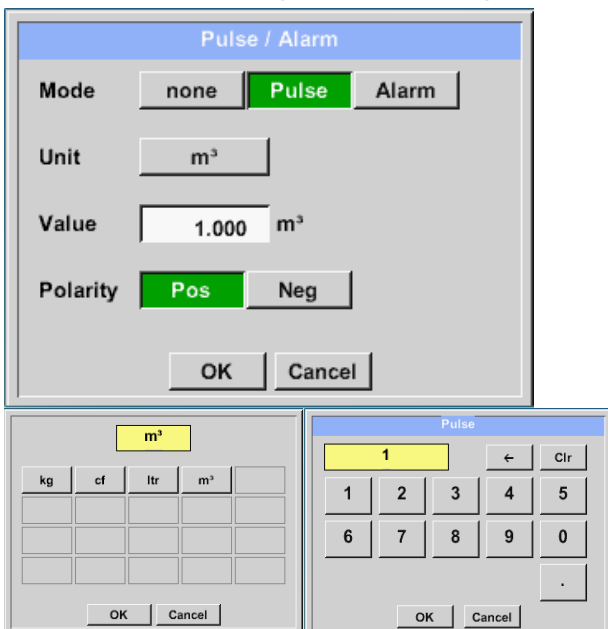 Pulse / Alarm
Mode none Pulse Alarm
Unit m³
Value 1.000 m³
Polarity Pos Neg
OK Cancel
m³
kg cf ltr m³
OK Cancel
Pulse
1 ← Clr
1 2 3 4 5
6 7 8 9 0
.
OK Cancel